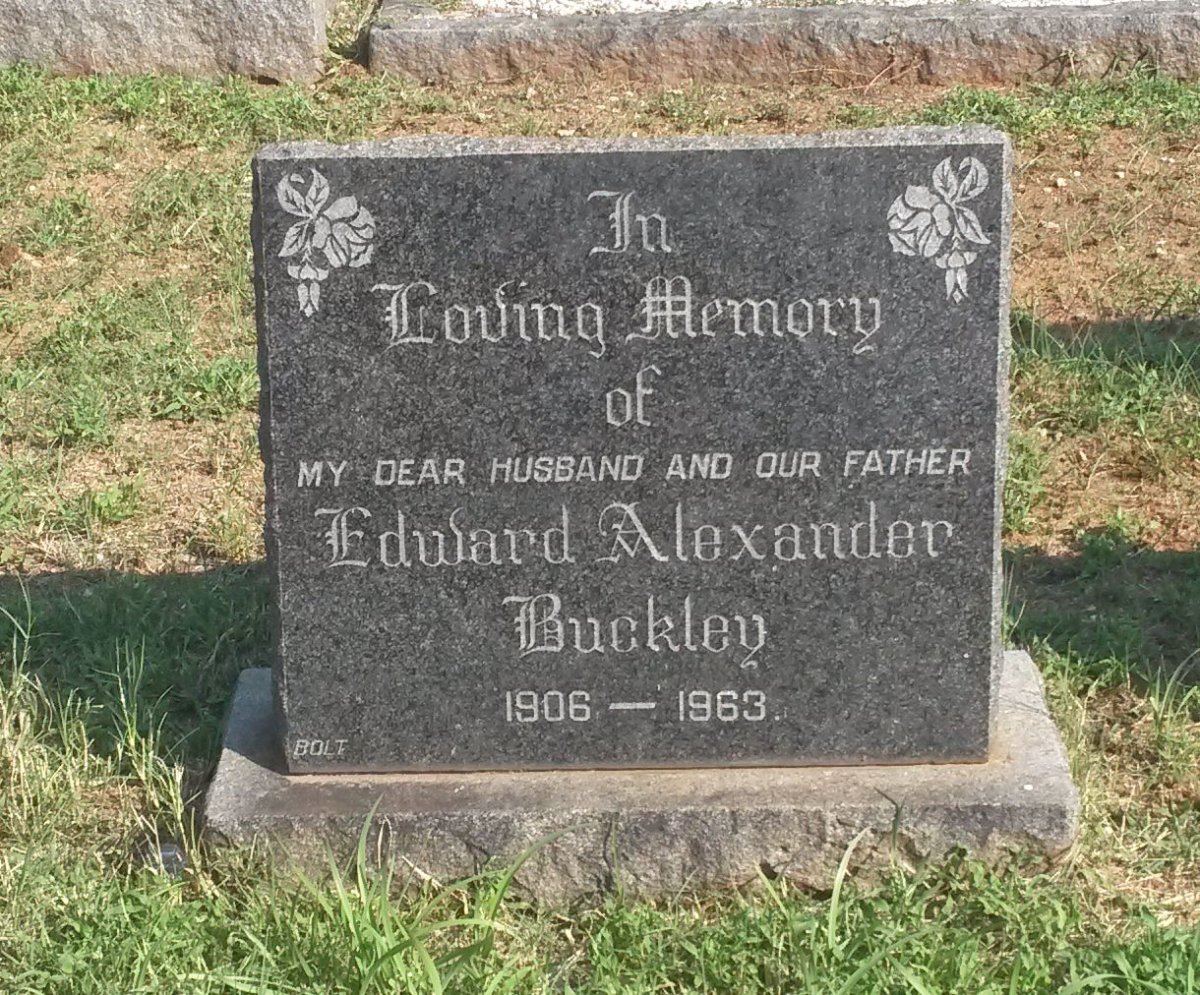 In
Loving Memory
of
MY DEAR HUSBAND AND OUR FATHER
Edward Alexander
Buckley
1906 — 1963.
BOLT